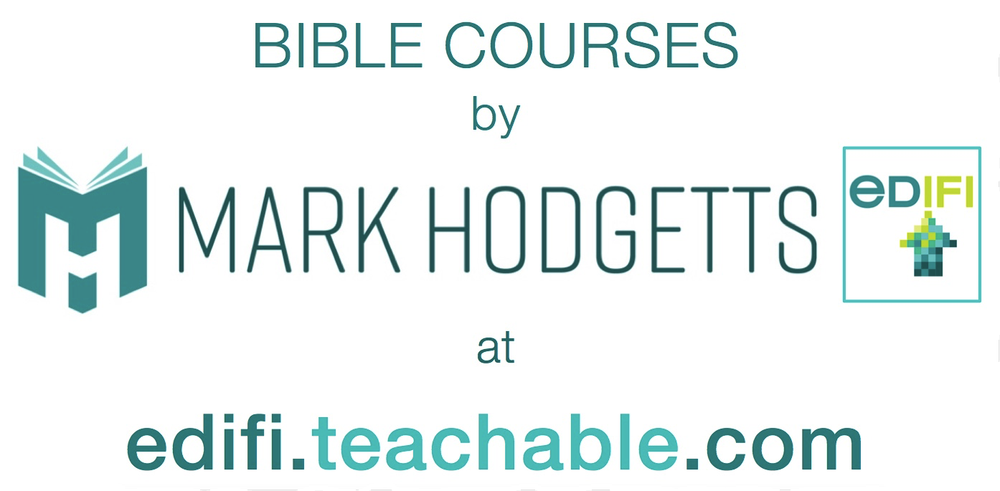 BIBLE COURSES
by
MARK HODGETTS
eDIFI
at
edifi.teachable.com